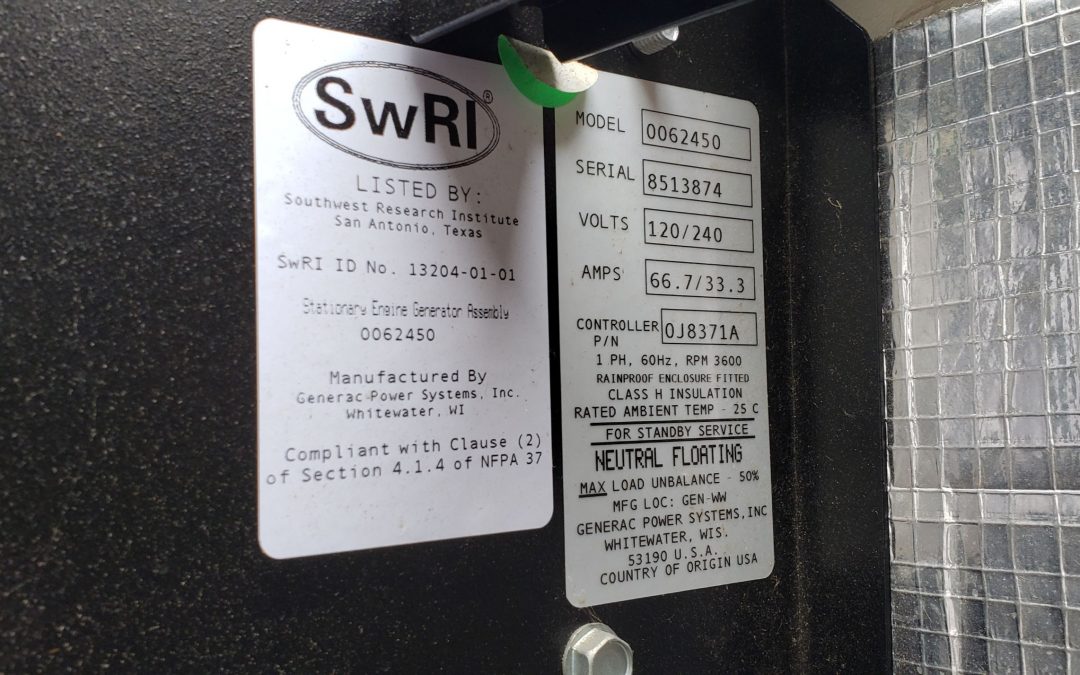 SwRI®
LISTED BY:
Southwest Research Institute
San Antonio, Texas
SwRI ID No. 13204-01-01
Stationary Engine Generator Assembly
0062450
Manufactured By
Generac Power Systems, Inc.
Whitewater, WI
Compliant with Clause (2)
of Section 4.1.4 of NFPA 37
MODEL 0062450
SERIAL 8513874
VOLTS 120/240
AMPS 66.7/33.3
CONTROLLER P/N 0J8371A
1 PH, 60Hz, RPM 3600
RAINPROOF ENCLOSURE FITTED
CLASS H INSULATION
RATED AMBIENT TEMP - 25 C
FOR STANDBY SERVICE
NEUTRAL FLOATING
MAX LOAD UNBALANCE - 50%
MFG LOC: GEN-WW
GENERAC POWER SYSTEMS, INC
WHITEWATER, WIS.
53190 U.S.A.
COUNTRY OF ORIGIN USA